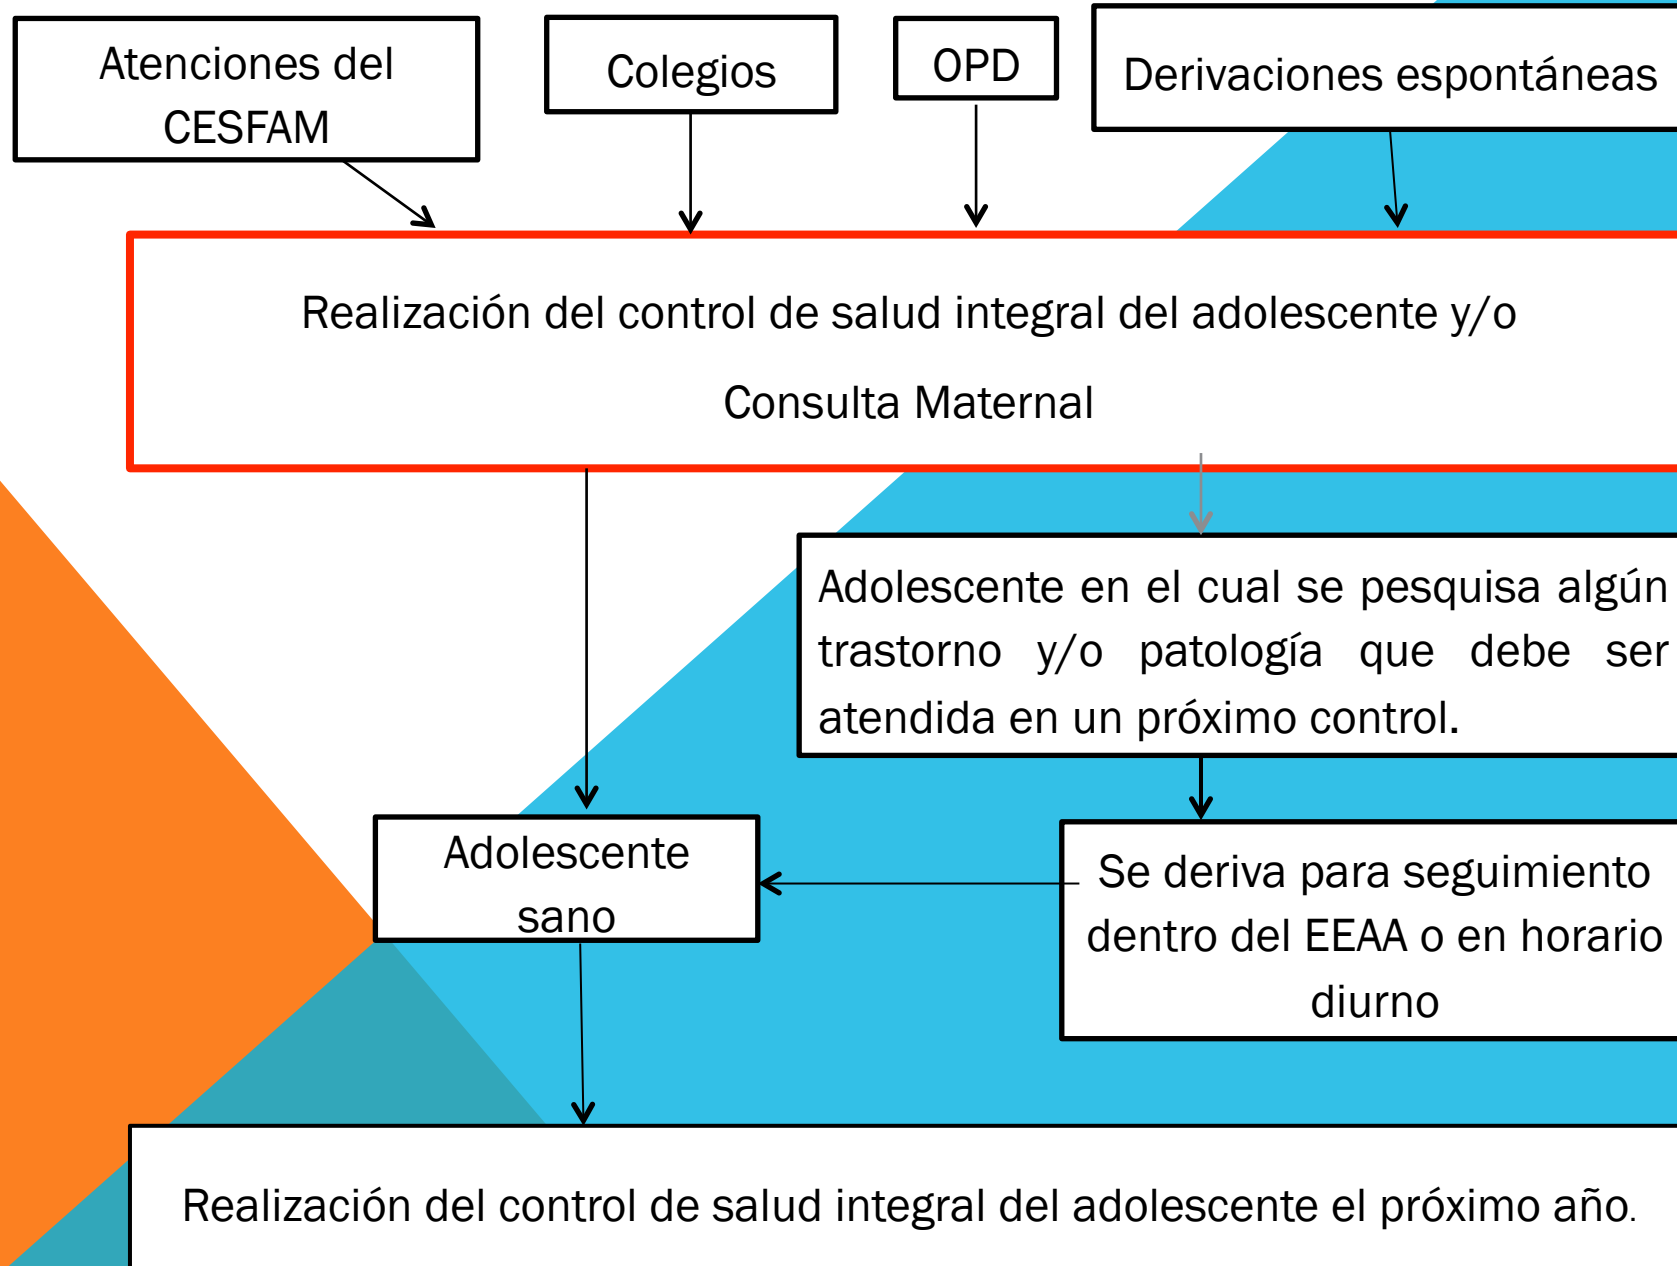 Atenciones del
CESFAM
Colegios
OPD
Derivaciones espontáneas
Realización del control de salud integral del adolescente y/o
Consulta Maternal
Adolescente en el cual se pesquisa algún
trastorno y/o patología que debe ser
atendida en un próximo control.
Adolescente
sano
Se deriva para seguimiento
dentro del EEAA o en horario
diurno
Realización del control de salud integral del adolescente el próximo año.